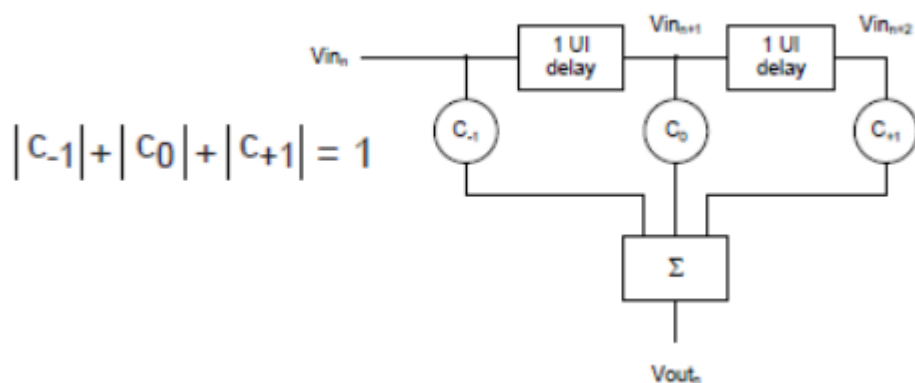 Vinₙ
1 UI
delay
Vinₙ₊₁
1 UI
delay
Vinₙ₊₂
C₋₁
C₀
C₊₁
|C₋₁| + |C₀| + |C₊₁| = 1
Σ
Voutₙ